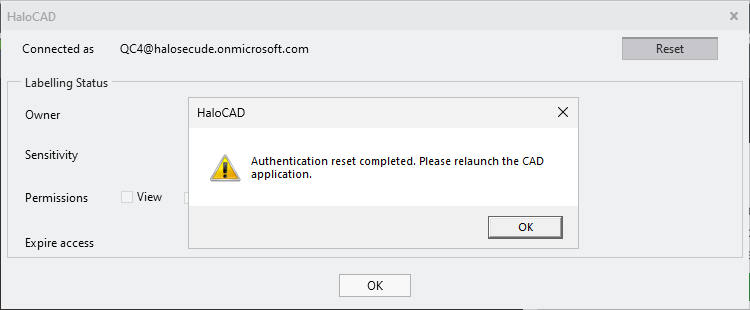 HaloCAD
Connected as QC4@halosecude.onmicrosoft.com Reset
Labelling Status
Owner
HaloCAD
Sensitivity
Authentication reset completed. Please relaunch the CAD
application.
Permissions View
OK
Expire access
OK